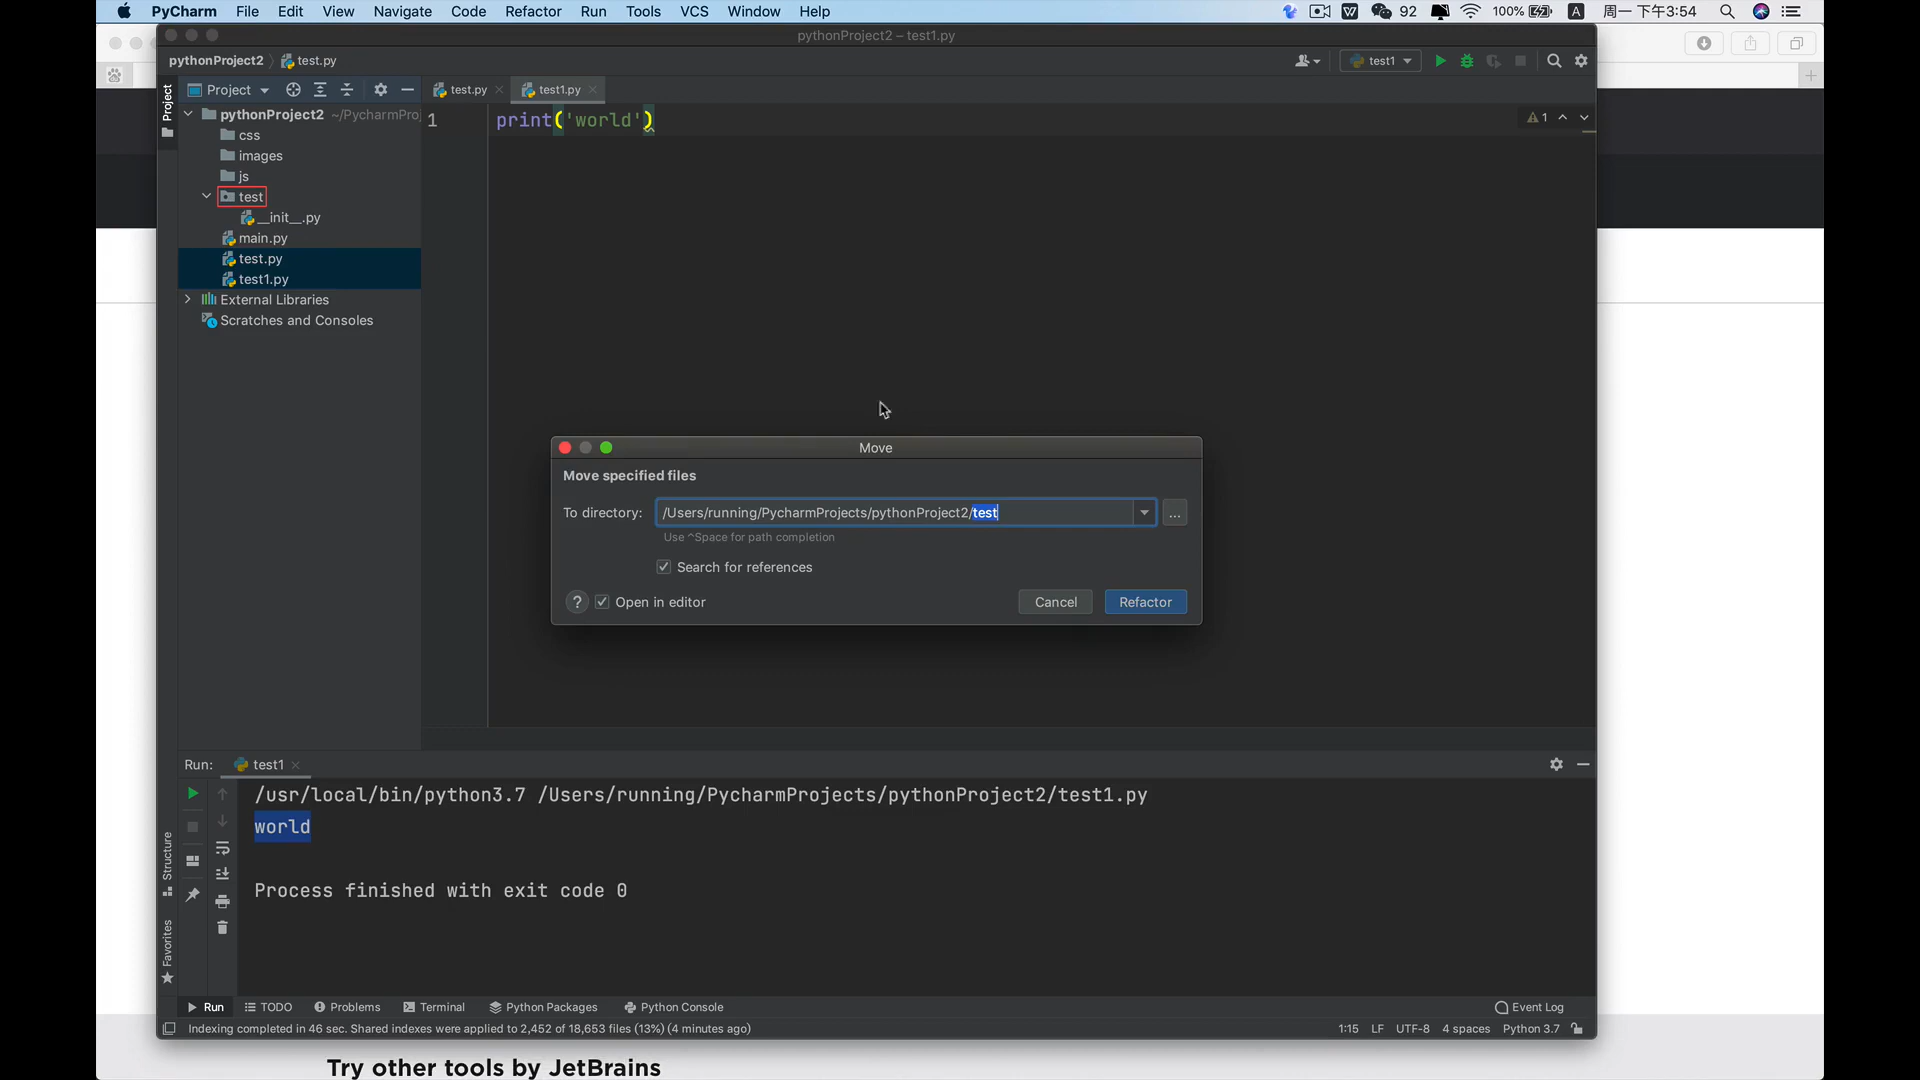 PyCharm File Edit View Navigate Code Refactor Run Tools VCS Window Help 92 100% A 周一 下午3:54
pythonProject2 – test1.py
pythonProject2 test.py test1
Project test.py test1.py
Project
pythonProject2 ~/PycharmPro
1 print('world') 1
css
images
js
test
__init__.py
main.py
test.py
test1.py
External Libraries
Scratches and Consoles
Move
Move specified files
To directory: /Users/running/PycharmProjects/pythonProject2/test ...
Use ^Space for path completion
Search for references
? Open in editor Cancel Refactor
Run: test1
/usr/local/bin/python3.7 /Users/running/PycharmProjects/pythonProject2/test1.py
world
Process finished with exit code 0
Structure
Favorites
Run TODO Problems Terminal Python Packages Python Console Event Log
Indexing completed in 46 sec. Shared indexes were applied to 2,452 of 18,653 files (13%) (4 minutes ago) 1:15 LF UTF-8 4 spaces Python 3.7
Try other tools by JetBrains